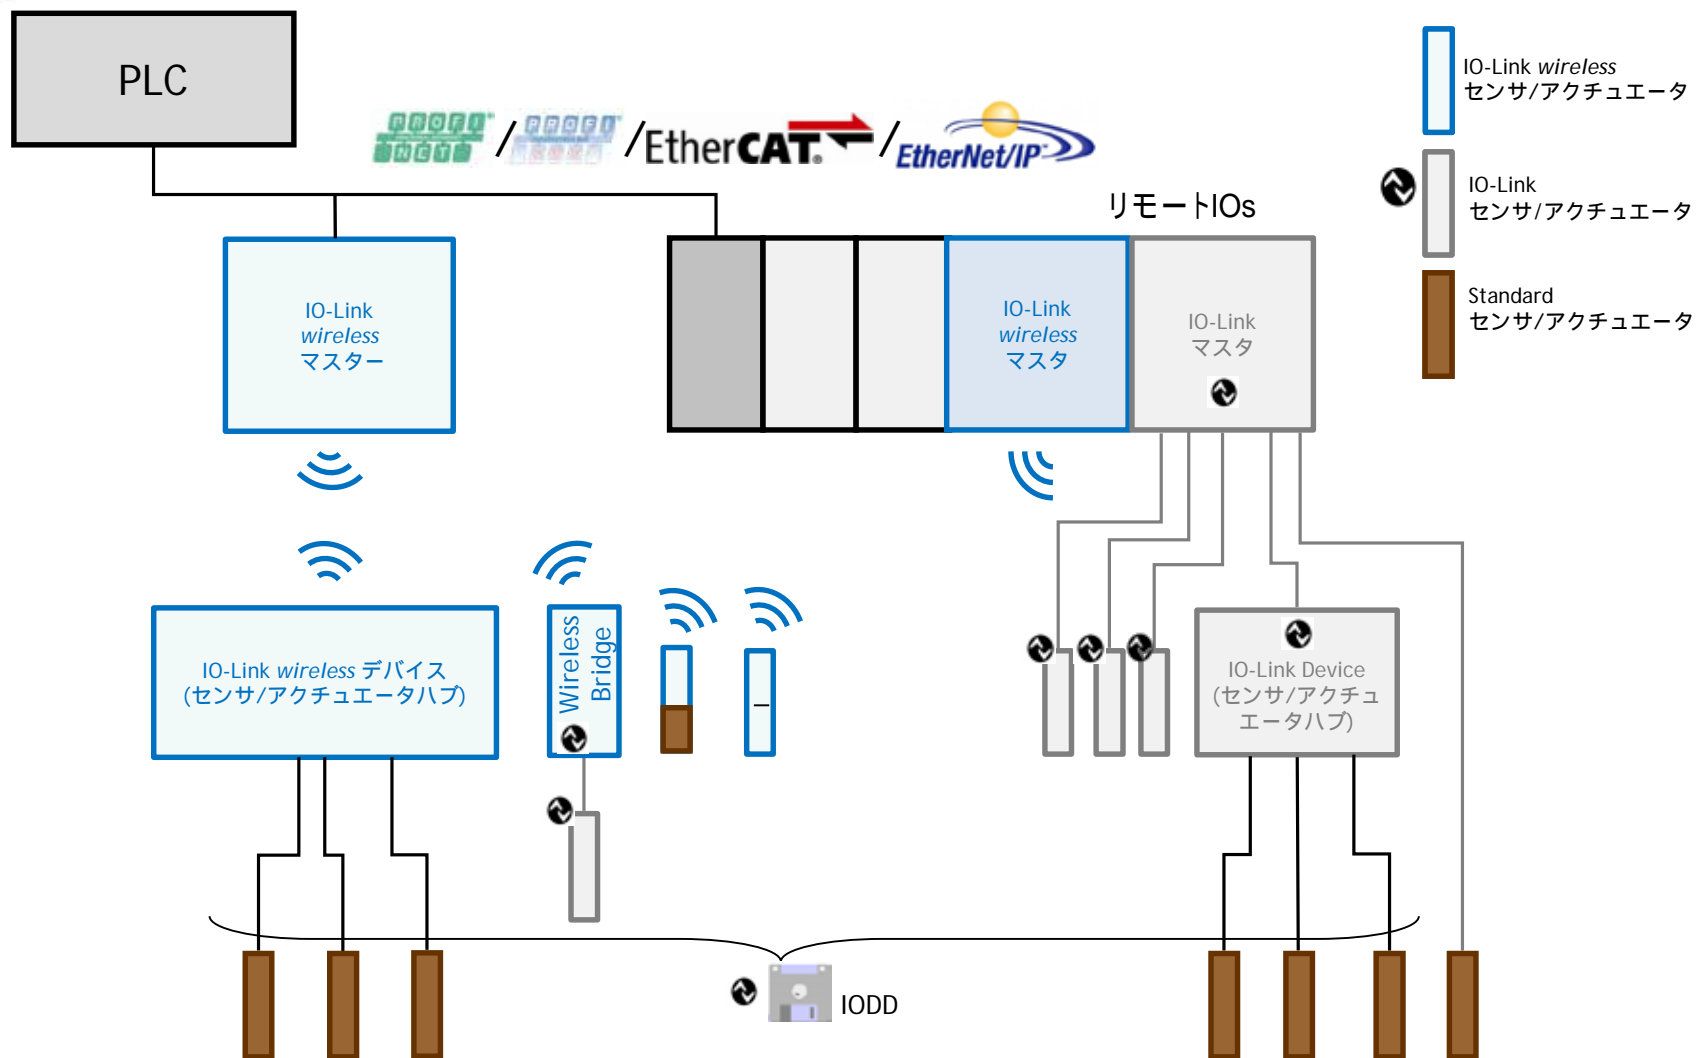 PLC
PROFI NET / PROFI / EtherCAT. / EtherNet/IP
IO-Link wireless
センサ/アクチュエータ
IO-Link
センサ/アクチュエータ
Standard
センサ/アクチュエータ
リモートIOs
IO-Link
wireless
マスター
IO-Link
wireless
マスタ
IO-Link
マスタ
IO-Link wireless デバイス
(センサ/アクチュエータハブ)
Wireless
Bridge
IO-Link Device
(センサ/アクチュ
エータハブ)
IODD